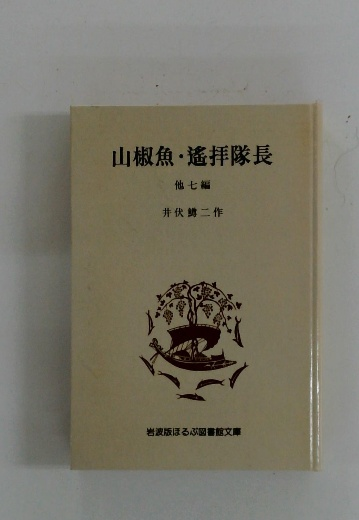 山椒魚・遙拝隊長
他七編
井伏鱒二作
岩波版ほるぷ図書館文庫